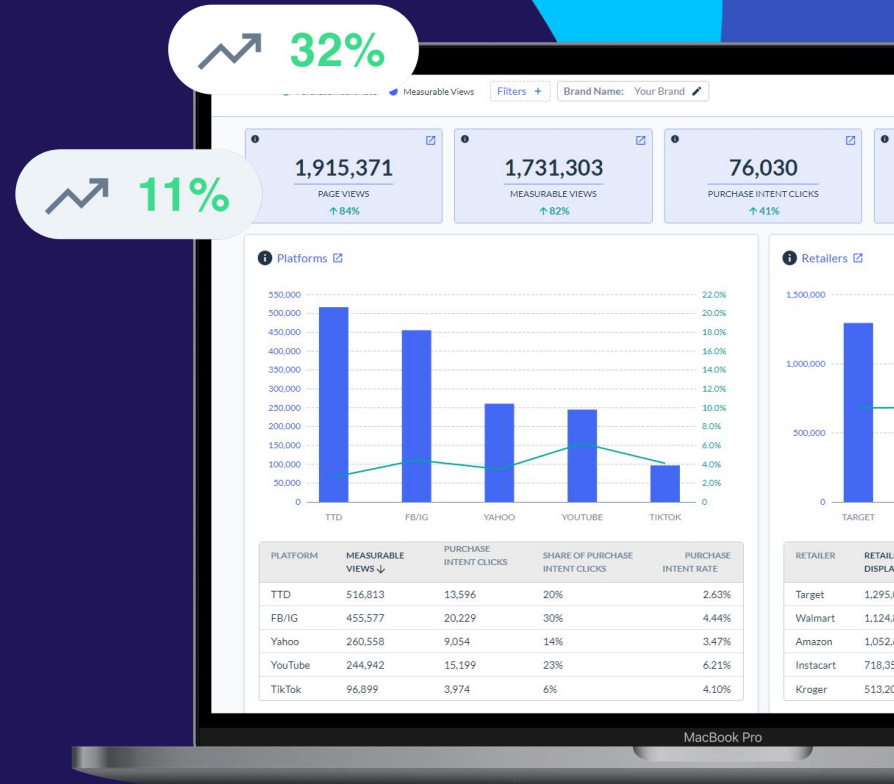 32%
Measurable Views
Filters +
Brand Name: Your Brand
11%
1,915,371
PAGE VIEWS
↑ 84%
1,731,303
MEASURABLE VIEWS
↑ 82%
76,030
PURCHASE INTENT CLICKS
↑ 41%
Platforms
550,000
500,000
450,000
400,000
350,000
300,000
250,000
200,000
150,000
100,000
50,000
0
22.0%
20.0%
18.0%
16.0%
14.0%
12.0%
10.0%
8.0%
6.0%
4.0%
2.0%
0
TTD FB/IG YAHOO YOUTUBE TIKTOK
PLATFORM MEASURABLE VIEWS ↓ PURCHASE INTENT CLICKS SHARE OF PURCHASE INTENT CLICKS PURCHASE INTENT RATE
TTD 516,813 13,596 20% 2.63%
FB/IG 455,577 20,229 30% 4.44%
Yahoo 260,558 9,054 14% 3.47%
YouTube 244,942 15,199 23% 6.21%
TikTok 96,899 3,974 6% 4.10%
Retailers
1,500,000
1,000,000
500,000
0
TARGET
RETAILER
Target
Walmart
Amazon
Instacart
Kroger
MacBook Pro